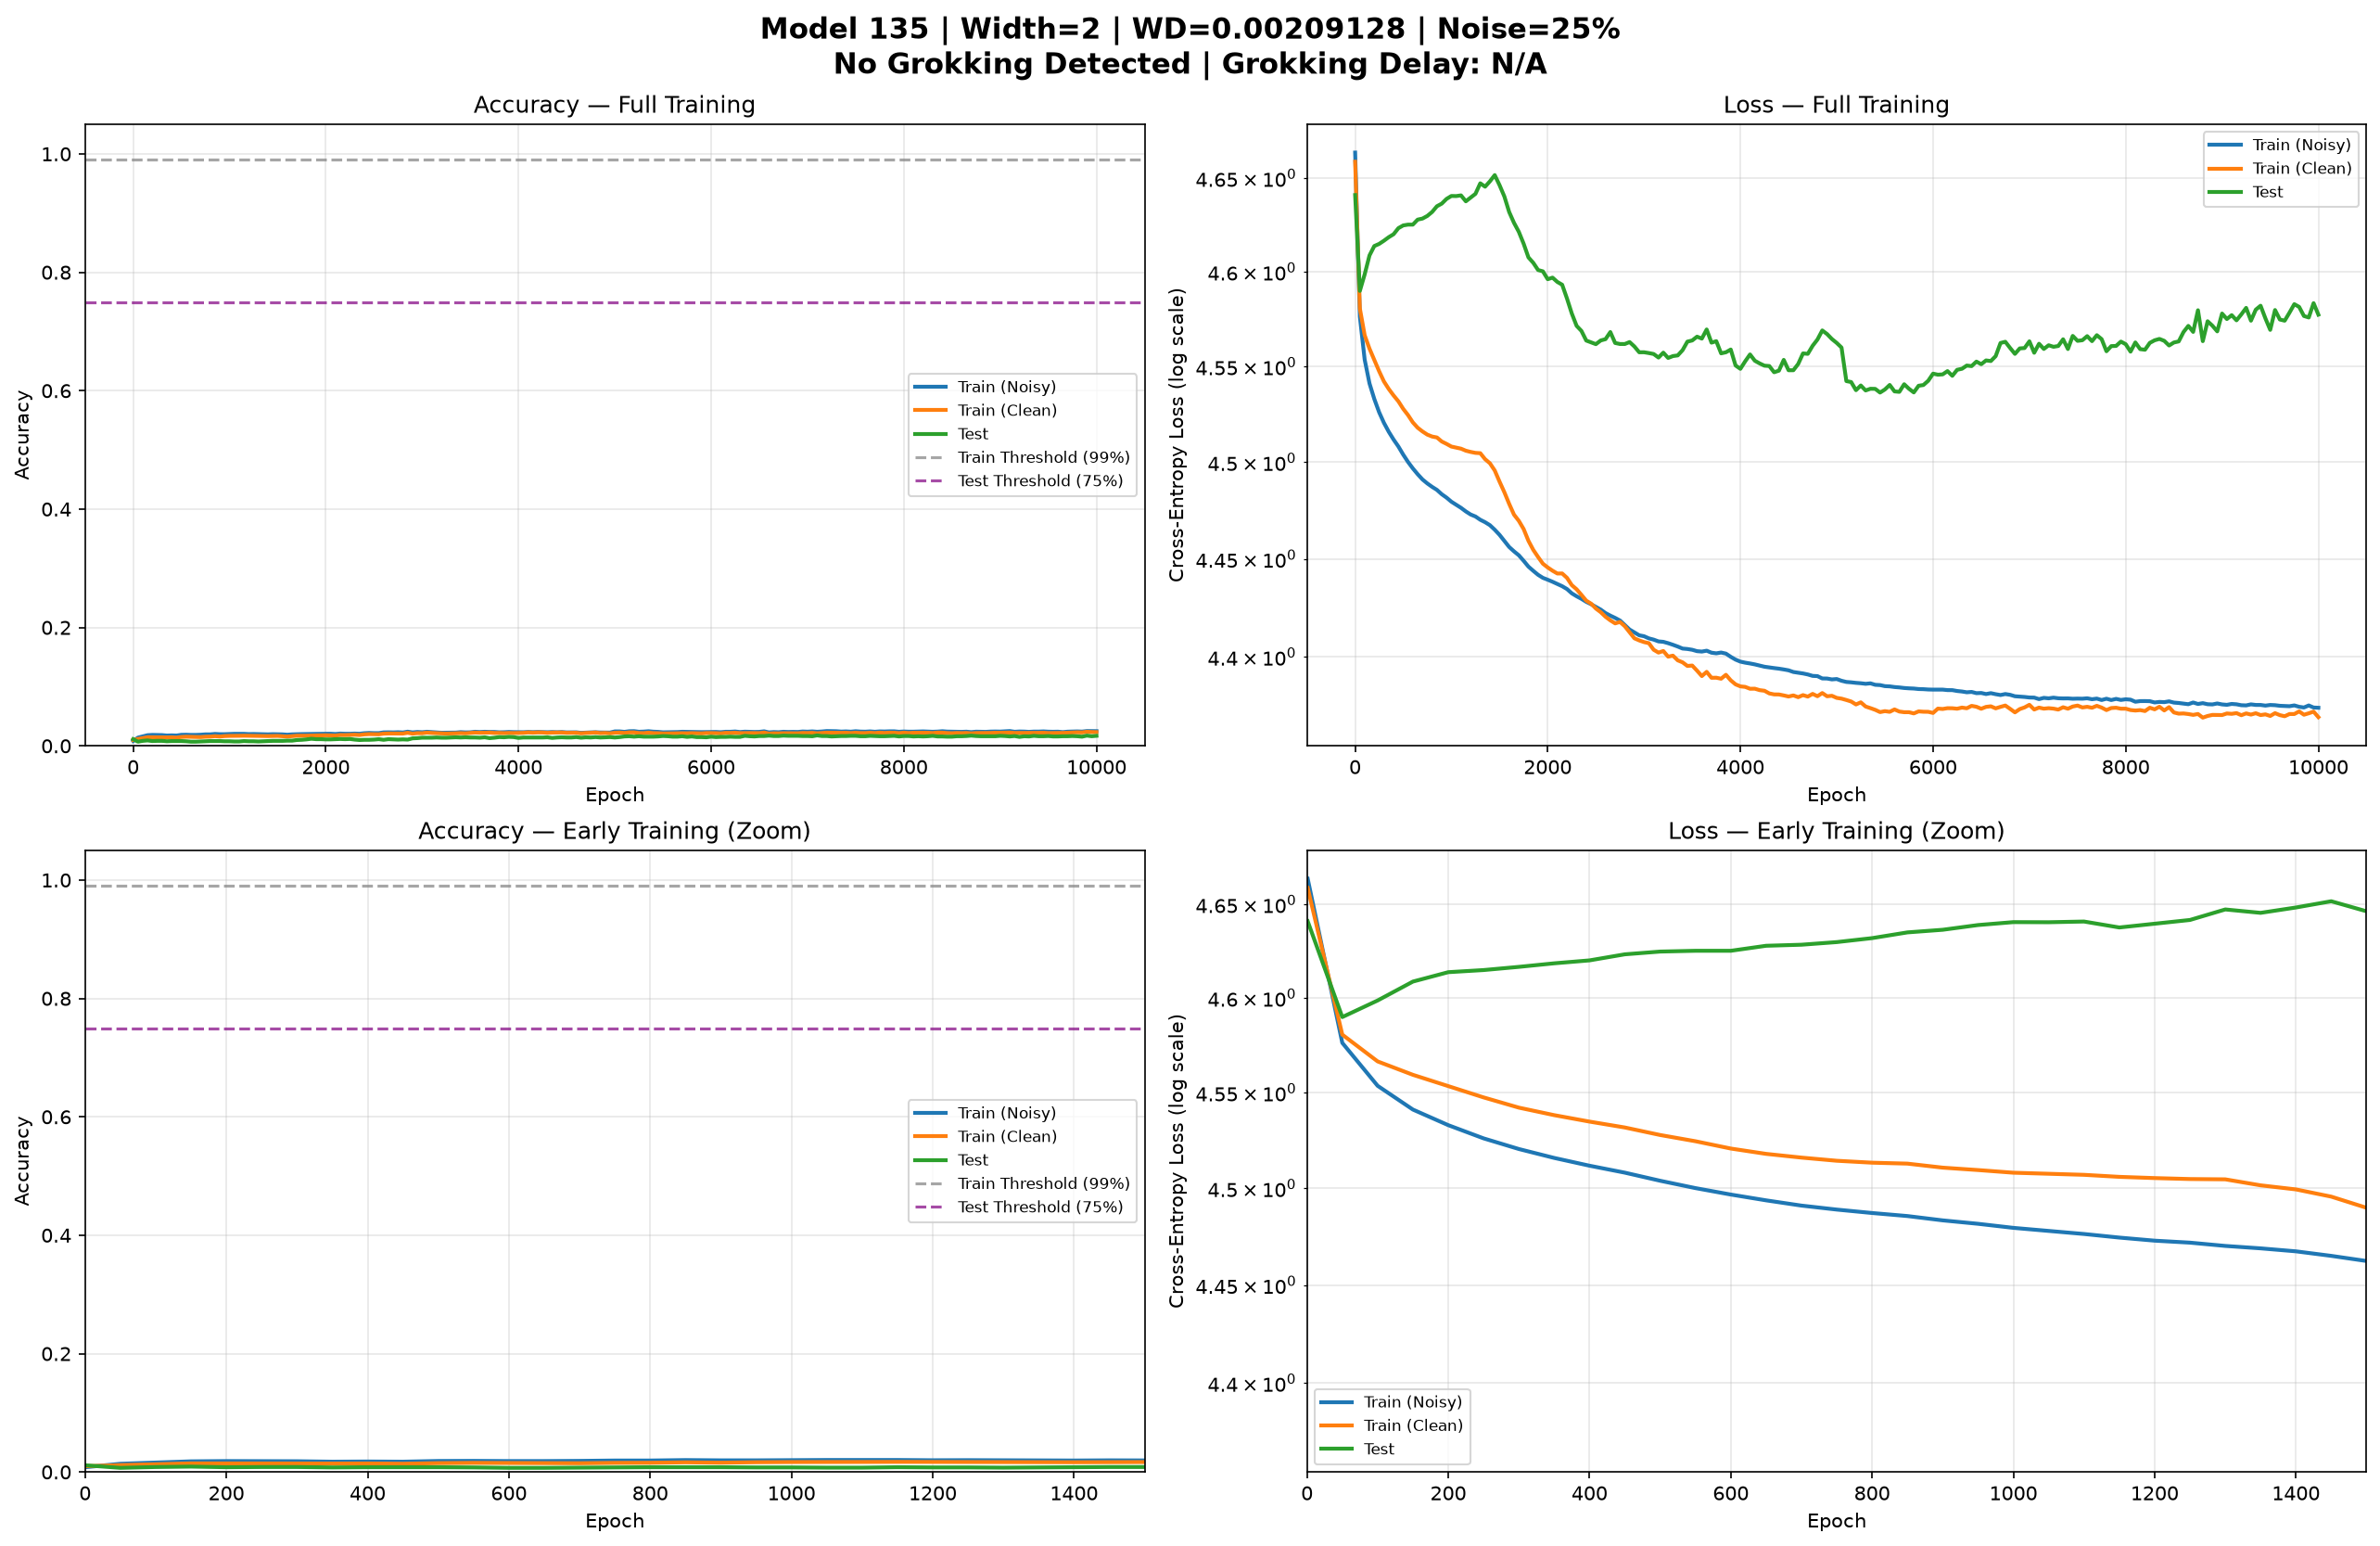 Model 135 | Width=2 | WD=0.00209128 | Noise=25%
No Grokking Detected | Grokking Delay: N/A
Accuracy — Full Training
Accuracy
1.0
0.8
0.6
0.4
0.2
0.0
Train (Noisy)
Train (Clean)
Test
Train Threshold (99%)
Test Threshold (75%)
0 2000 4000 6000 8000 10000
Epoch
Loss — Full Training
Cross-Entropy Loss (log scale)
4.65 × 10⁰
4.6 × 10⁰
4.55 × 10⁰
4.5 × 10⁰
4.45 × 10⁰
4.4 × 10⁰
Train (Noisy)
Train (Clean)
Test
0 2000 4000 6000 8000 10000
Epoch
Accuracy — Early Training (Zoom)
Accuracy
1.0
0.8
0.6
0.4
0.2
0.0
Train (Noisy)
Train (Clean)
Test
Train Threshold (99%)
Test Threshold (75%)
0 200 400 600 800 1000 1200 1400
Epoch
Loss — Early Training (Zoom)
Cross-Entropy Loss (log scale)
4.65 × 10⁰
4.6 × 10⁰
4.55 × 10⁰
4.5 × 10⁰
4.45 × 10⁰
4.4 × 10⁰
Train (Noisy)
Train (Clean)
Test
0 200 400 600 800 1000 1200 1400
Epoch